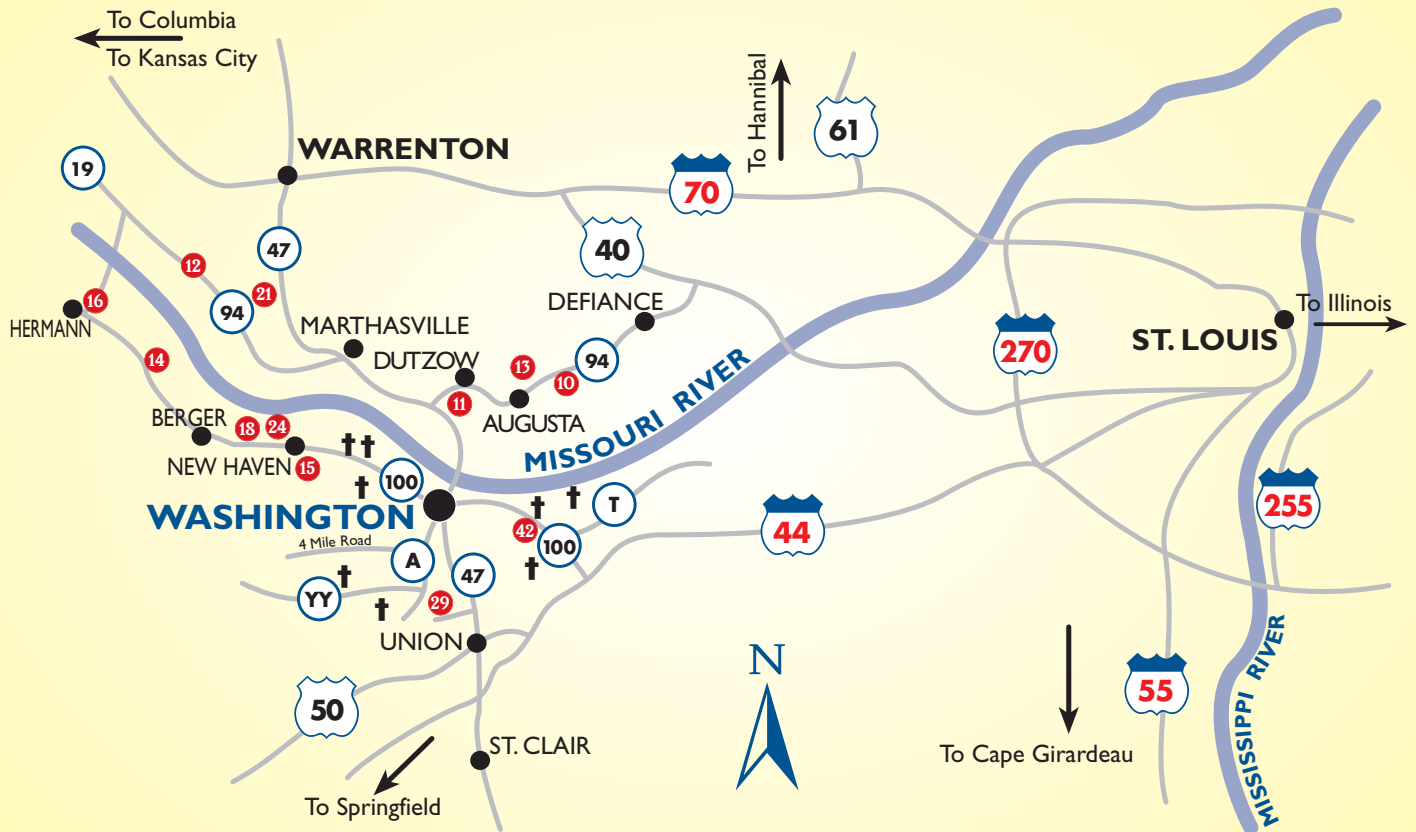 To Columbia
To Kansas City
To Hannibal
61
WARRENTON
19
70
47
40
12
21
94
16
HERMANN
DEFIANCE
To Illinois
MARTHASVILLE
ST. LOUIS
270
DUTZOW
14
13
94
10
11
AUGUSTA
MISSOURI RIVER
BERGER
18
24
NEW HAVEN
15
100
WASHINGTON
T
255
4 Mile Road
42
100
44
A
47
YY
29
UNION
N
50
55
MISSISSIPPI RIVER
ST. CLAIR
To Cape Girardeau
To Springfield